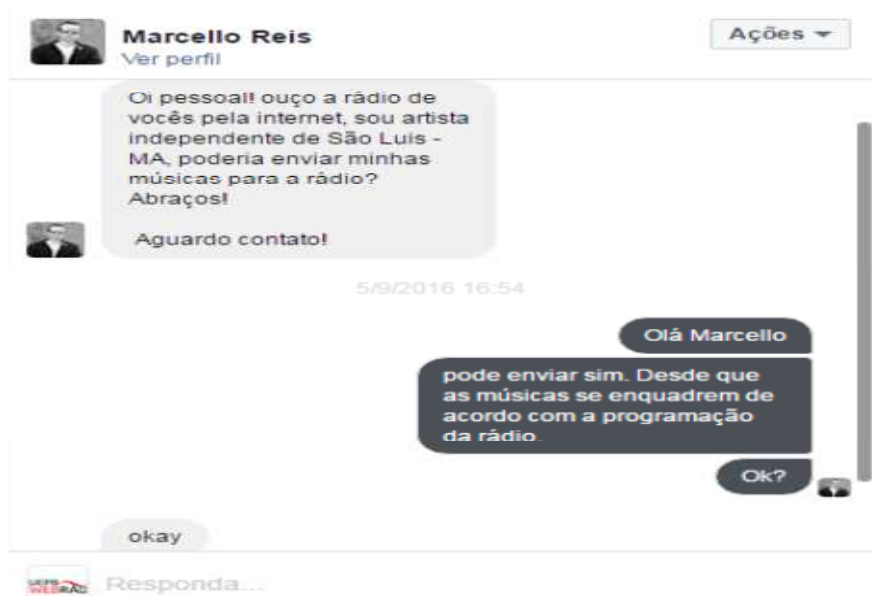 Marcello Reis
Ver perfil
Ações
Oi pessoal! ouço a rádio de
vocês pela internet, sou artista
independente de São Luis -
MA, poderia enviar minhas
músicas para a rádio?
Abraços!
Aguardo contato!
5/9/2016 16:54
Olá Marcello
pode enviar sim. Desde que
as músicas se enquadrem de
acordo com a programação
da rádio.
Ok?
okay
Responda...